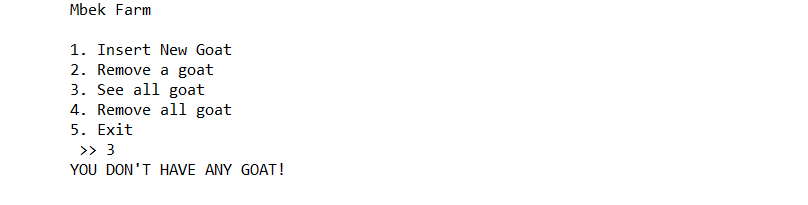 Mbek Farm
1. Insert New Goat
2. Remove a goat
3. See all goat
4. Remove all goat
5. Exit
>> 3
YOU DON'T HAVE ANY GOAT!